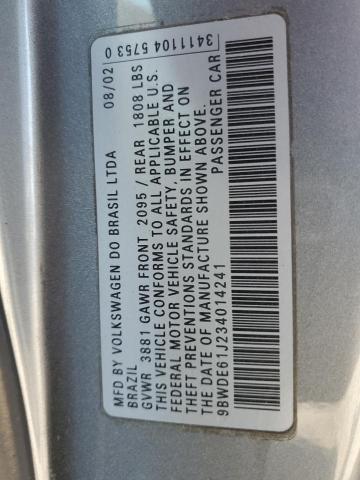 MFD BY VOLKSWAGEN DO BRASIL LTDA 08/02 3411104 5753 0
BRAZIL
GVWR 3881 GAWR FRONT 2095 / REAR 1808 LBS
THIS VEHICLE CONFORMS TO ALL APPLICABLE U.S.
FEDERAL MOTOR VEHICLE SAFETY, BUMPER AND
THEFT PREVENTIONS STANDARDS IN EFFECT ON
DATE OF MANUFACTURE SHOWN ABOVE.
9BWDE61J234014241 PASSENGER CAR